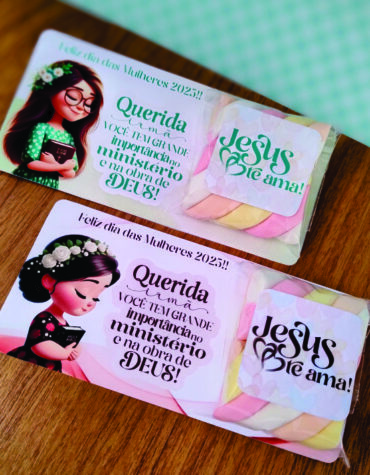 Feliz dia das Mulheres 2025!!
Querida
irmã
VOCÊ TEM GRANDE
importância no
ministério
e na obra de
DEUS!
Jesus
te ama!
Feliz dia das Mulheres 2025!!
Querida
irmã
VOCÊ TEM GRANDE
importância no
ministério
e na obra de
DEUS!
Jesus
te ama!